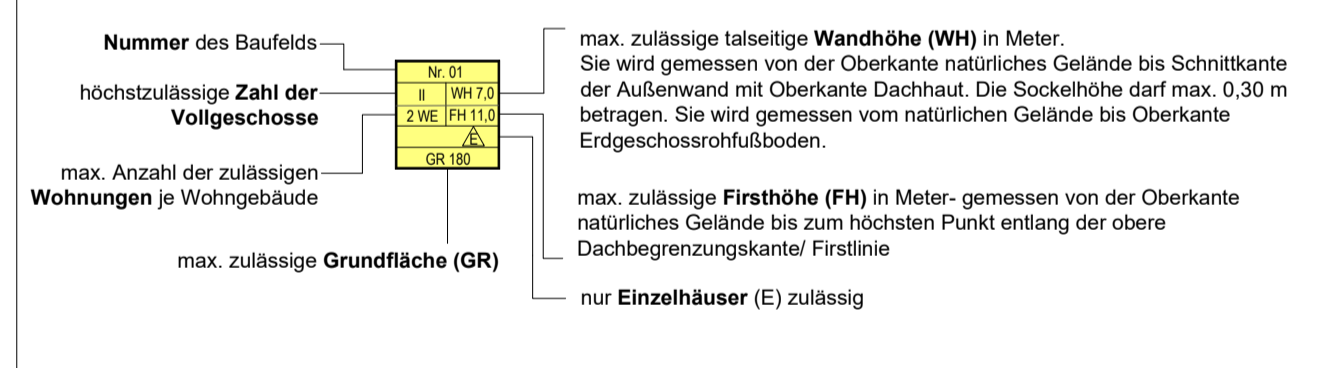 Nummer des Baufelds
höchstzulässige Zahl der
Vollgeschosse
max. Anzahl der zulässigen
Wohnungen je Wohngebäude
max. zulässige Grundfläche (GR)
Nr. 01
II WH 7,0
2 WE FH 11,0
E
GR 180
max. zulässige talseitige Wandhöhe (WH) in Meter.
Sie wird gemessen von der Oberkante natürliches Gelände bis Schnittkante
der Außenwand mit Oberkante Dachhaut. Die Sockelhöhe darf max. 0,30 m
betragen. Sie wird gemessen vom natürlichen Gelände bis Oberkante
Erdgeschossrohfußboden.
max. zulässige Firsthöhe (FH) in Meter- gemessen von der Oberkante
natürliches Gelände bis zum höchsten Punkt entlang der obere
Dachbegrenzungskante/ Firstlinie
nur Einzelhäuser (E) zulässig